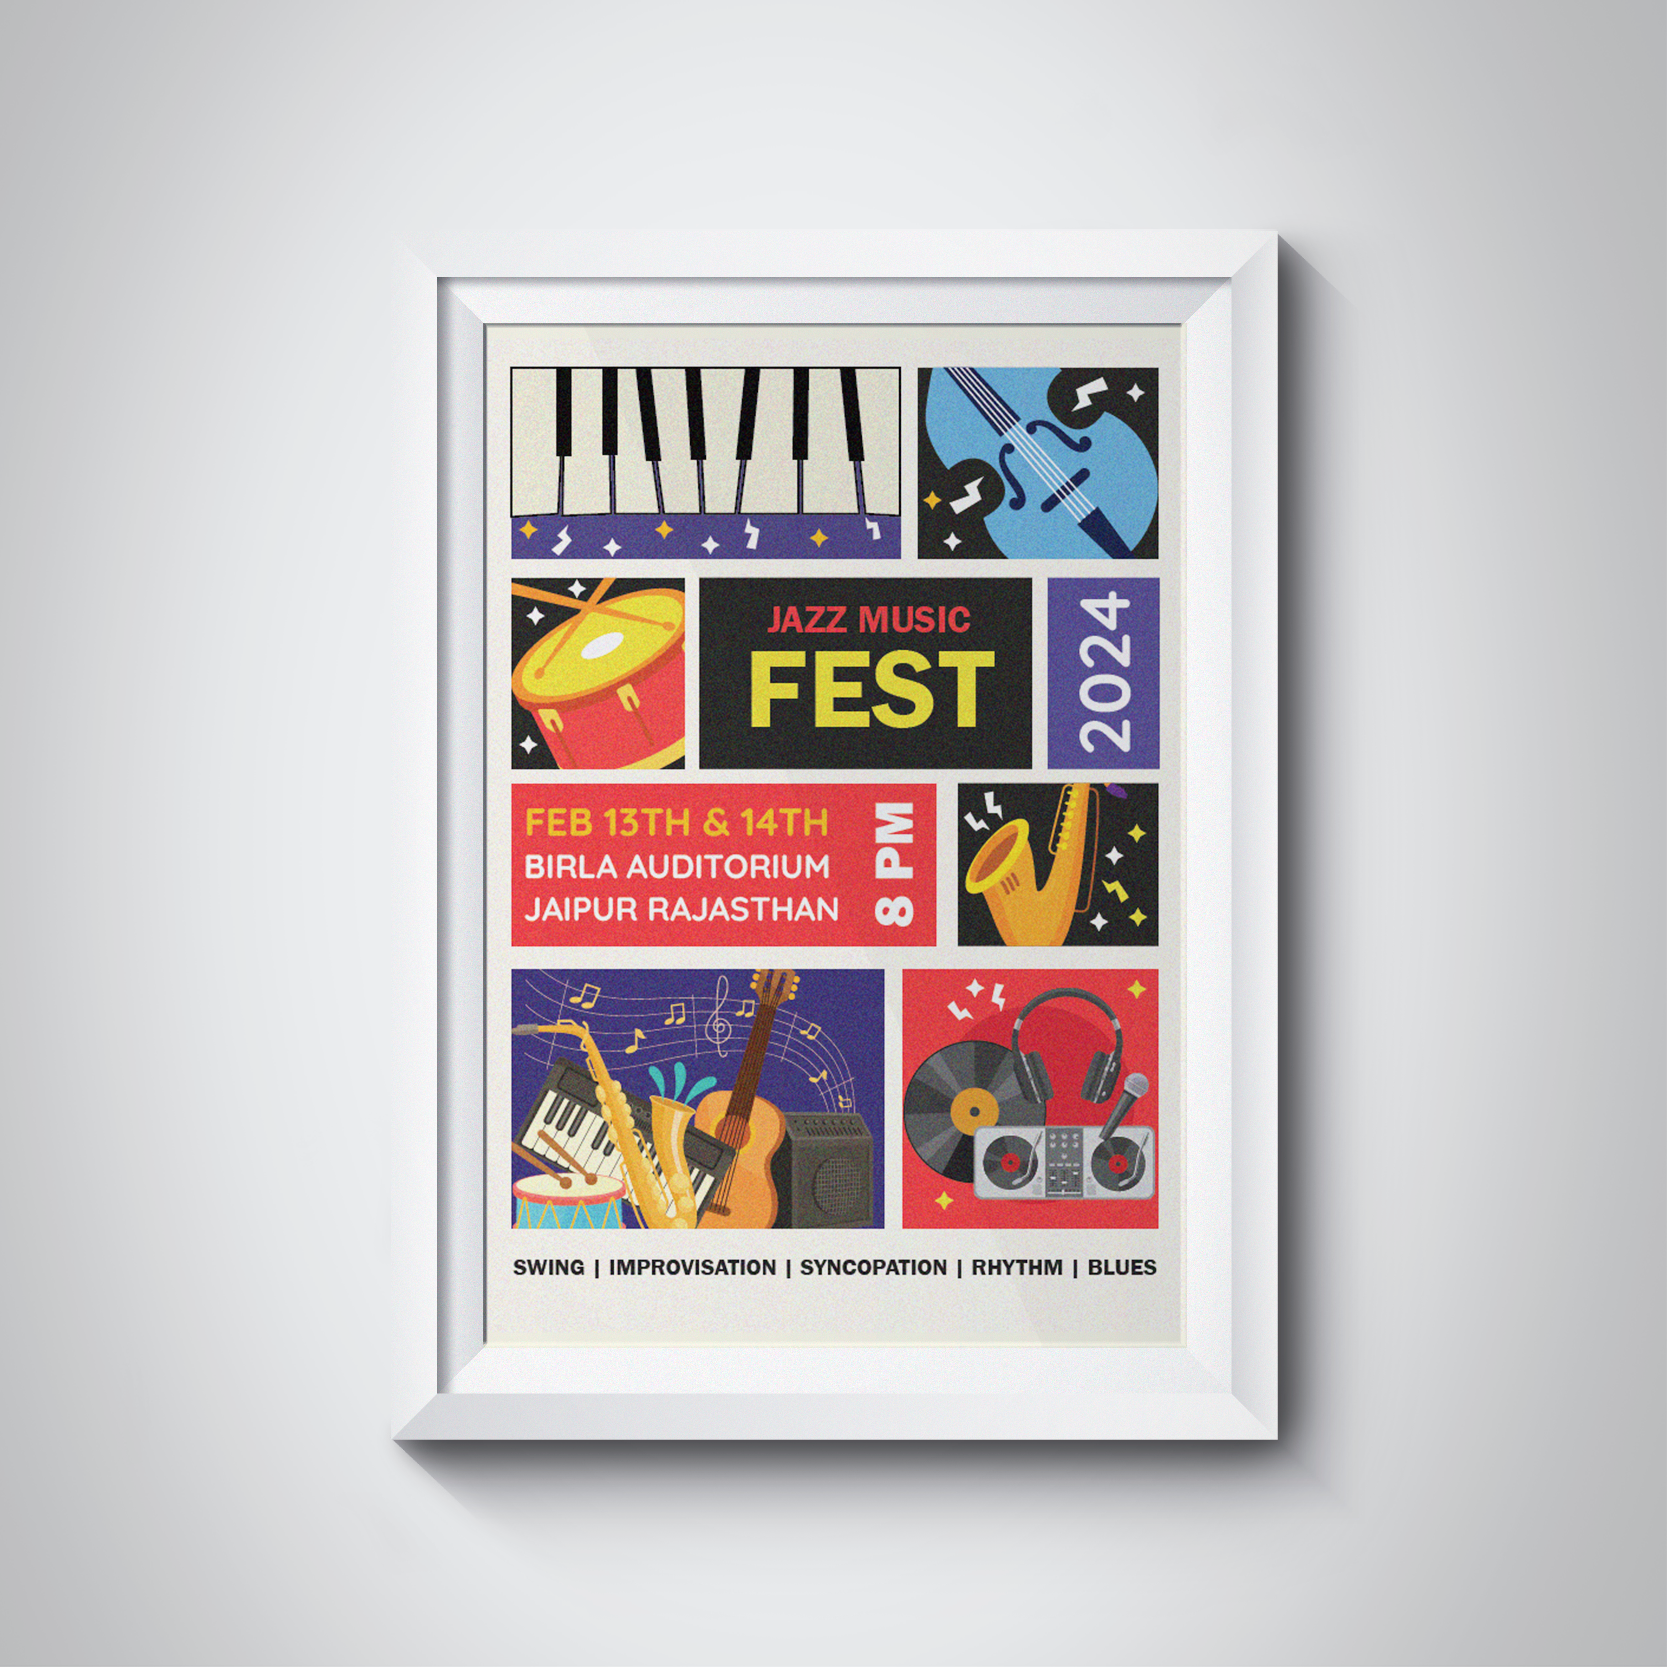 JAZZ MUSIC
FEST
2024
FEB 13TH & 14TH
BIRLA AUDITORIUM
JAIPUR RAJASTHAN
8 PM
SWING | IMPROVISATION | SYNCOPATION | RHYTHM | BLUES